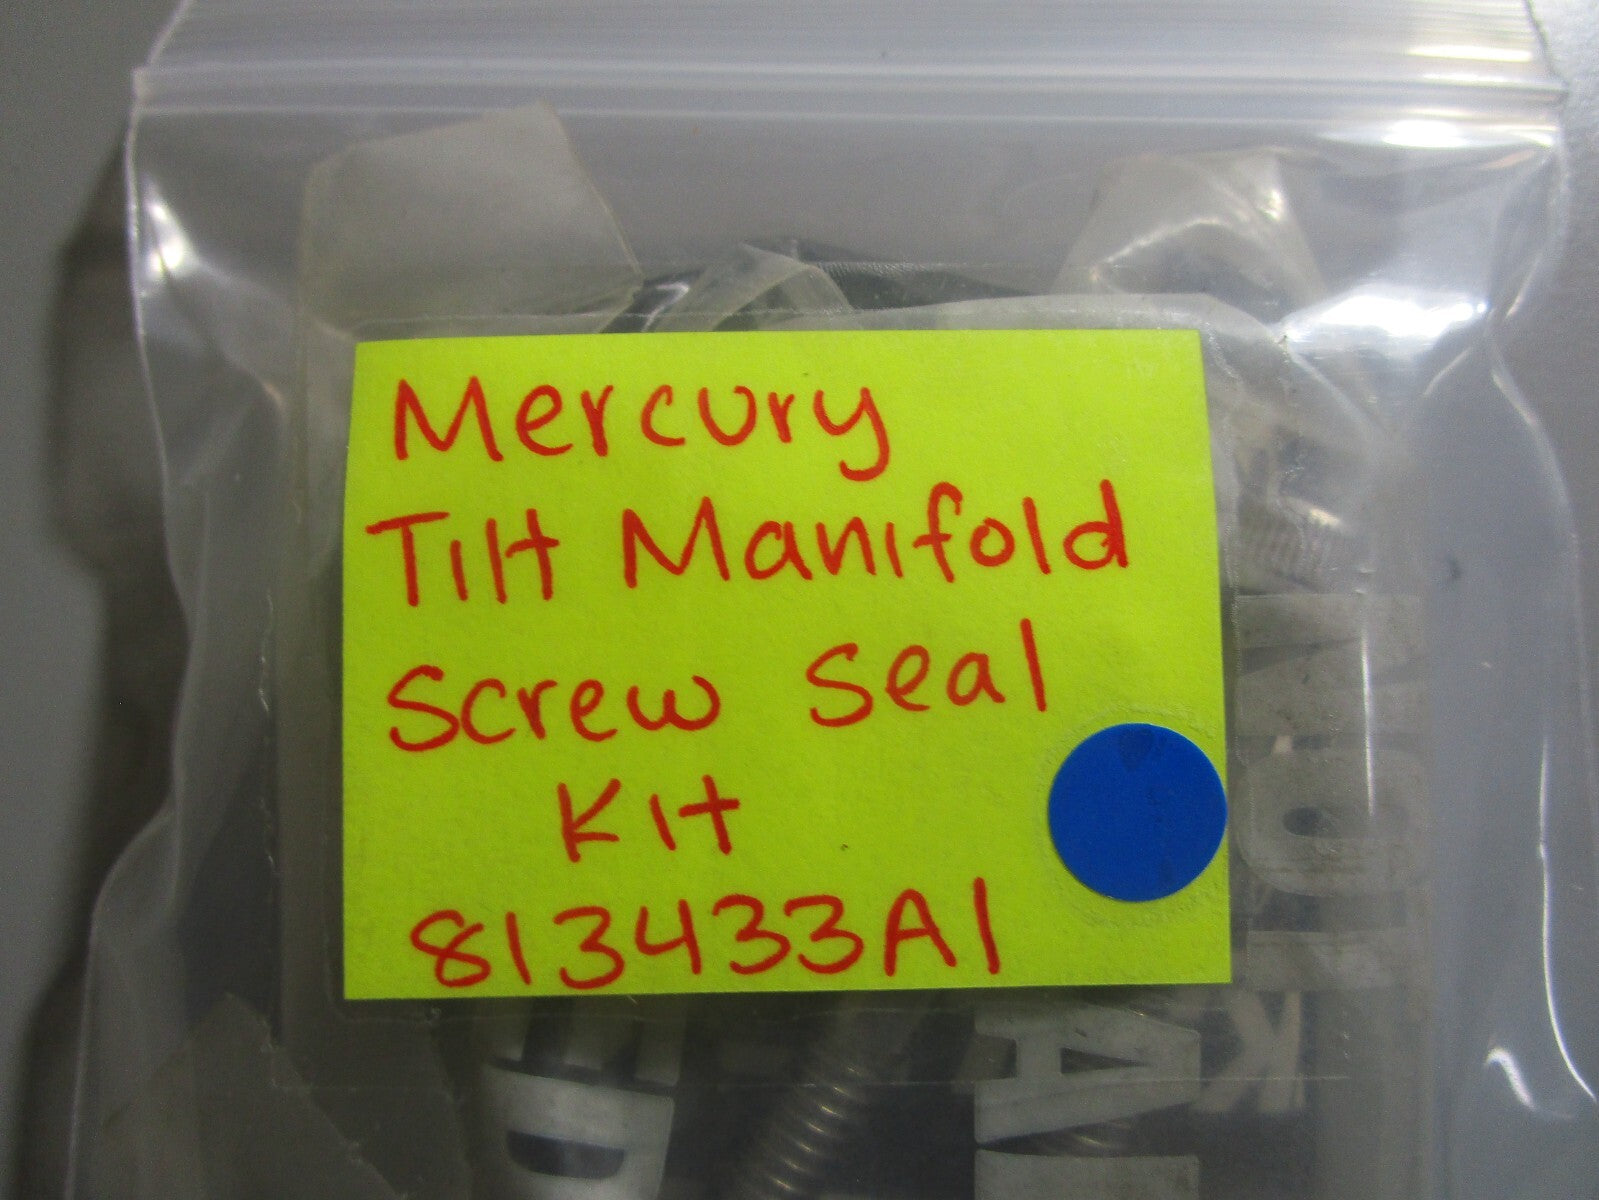 Mercury
Tilt Manifold
Screw Seal
Kit
813433A1